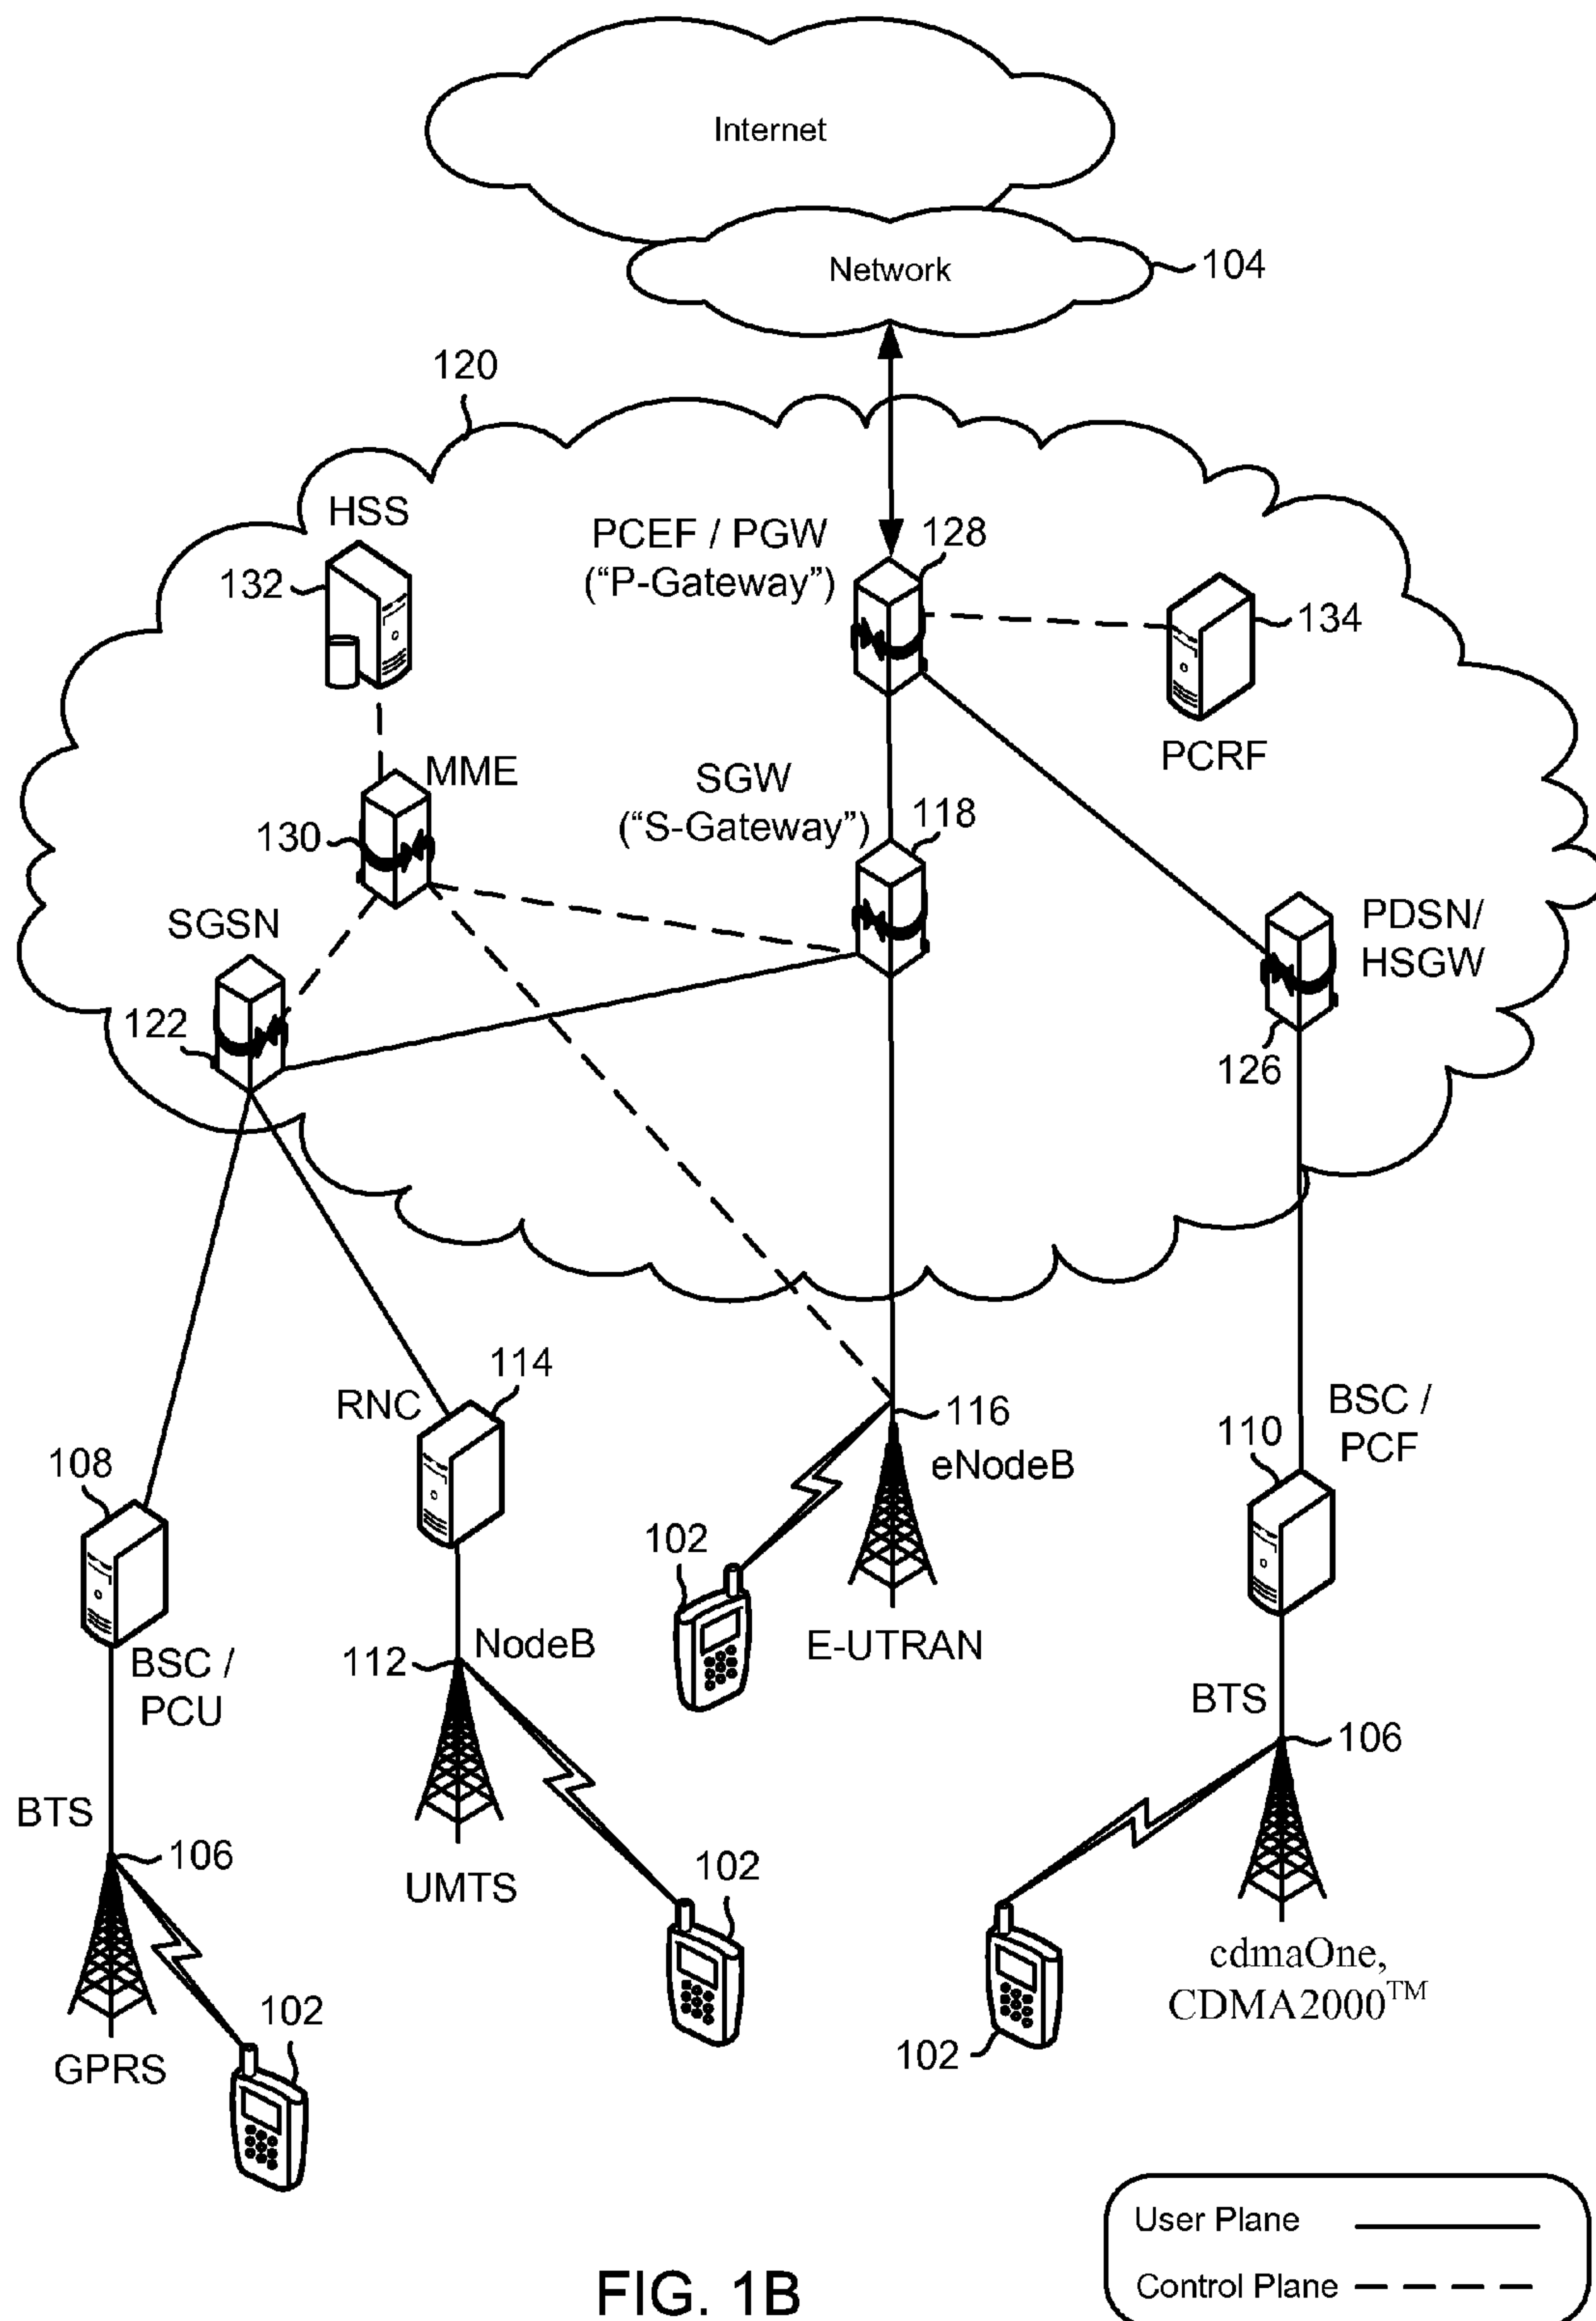 Internet
Network
104
120
HSS
132
PCEF / PGW
(“P-Gateway”)
128
134
PCRF
MME
130
SGW
(“S-Gateway”)
118
SGSN
122
PDSN/
HSGW
126
RNC
114
116
eNodeB
BSC /
PCF
110
108
BSC /
PCU
102
E-UTRAN
112
NodeB
BTS
106
BTS
106
UMTS
102
cdmaOne,
CDMA2000™
102
GPRS
102
User Plane
Control Plane
FIG. 1B